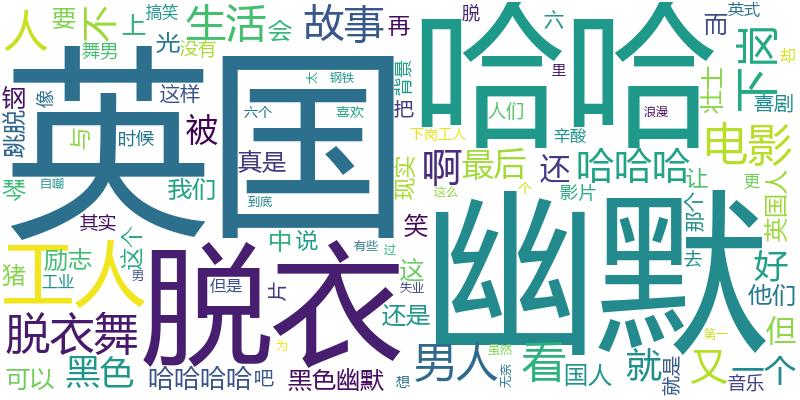 人
要
不
上
搞笑
生活
会
故事
再
脱
六
而
英式
下岗
舞男
光
没有
哈哈
里
背景
壮士
喜剧
却
钢
像
这样
英国
长
钢铁
把
人们
浪漫
跳脱
与
时候
被
六个
喜欢
下岗工人
辛酸
电影
琴
自嘲
我们
真是
啊
最后
还
哈哈哈
现实
这么
个
影片
让
更
到底
其实
中
说
笑
幽默
那个
英国人
工人
这个
猪
励志
工业
男
脱衣
有些
过
这
去
好
但是
片
失业
还是
他们
脱衣舞
为
男人
虽然
看
就
第一
又
但
可以
黑色
哈哈哈哈
吧
黑色幽默
想
无奈
国人
就是
音乐
一个